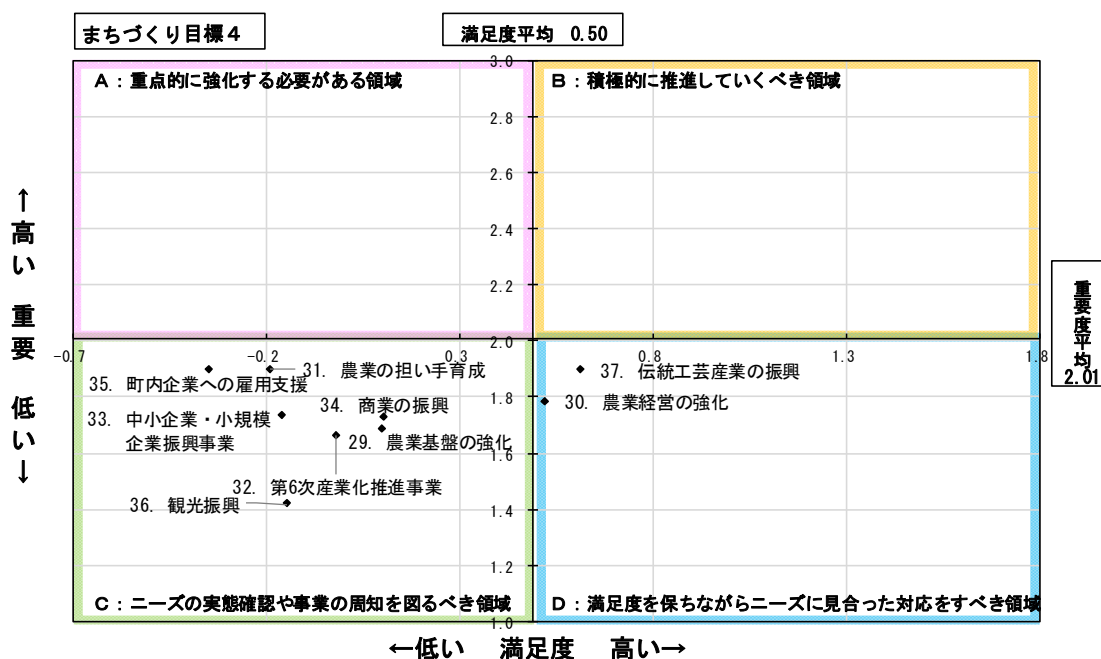 まちづくり目標４
満足度平均 0.50
A：重点的に強化する必要がある領域
B：積極的に推進していくべき領域
3.0
2.8
2.6
2.4
2.2
2.0
1.8
1.6
1.4
1.2
1.0
-0.7
-0.2
0.3
0.8
1.3
1.8
↑高い 重要 低い↓
重要度平均
2.01
31. 農業の担い手育成
35. 町内企業への雇用支援
34. 商業の振興
33. 中小企業・小規模
企業振興事業
29. 農業基盤の強化
32. 第6次産業化推進事業
36. 観光振興
37. 伝統工芸産業の振興
30. 農業経営の強化
C：ニーズの実態確認や事業の周知を図るべき領域
D：満足度を保ちながらニーズに見合った対応をすべき領域
←低い 満足度 高い→